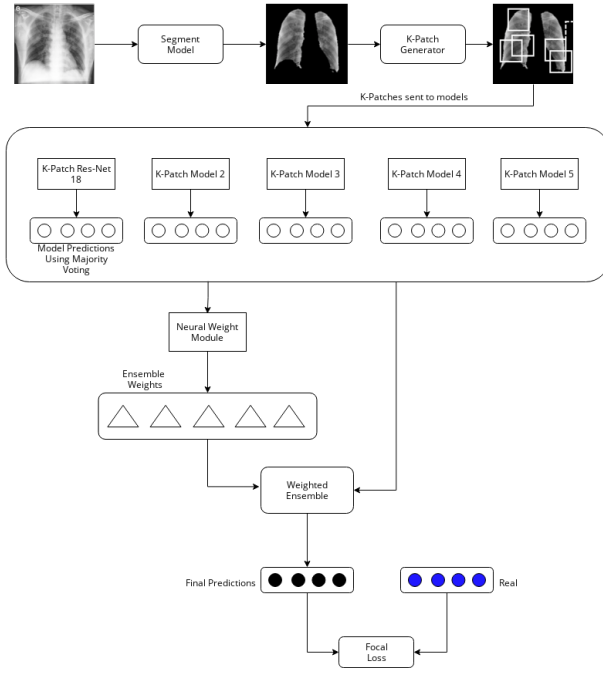 Segment
Model
K-Patch
Generator
K-Patches sent to models
K-Patch Res-Net
18
K-Patch Model 2
K-Patch Model 3
K-Patch Model 4
K-Patch Model 5
Model Predictions
Using Majority
Voting
Neural Weight
Module
Ensemble
Weights
Weighted
Ensemble
Final Predictions
Real
Focal
Loss